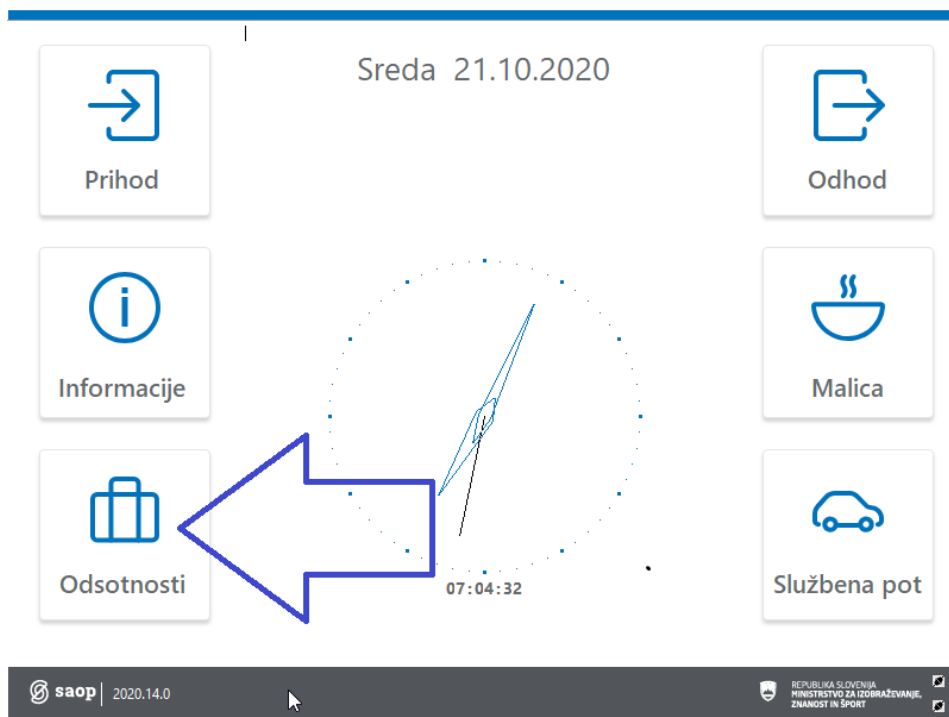 Sreda 21.10.2020
Prihod
Odhod
Informacije
Malica
Odsotnosti
Službena pot
07:04:32
saop 2020.14.0
REPUBLIKA SLOVENIJA
MINISTRSTVO ZA IZOBRAŽEVANJE,
ZNANOST IN ŠPORT